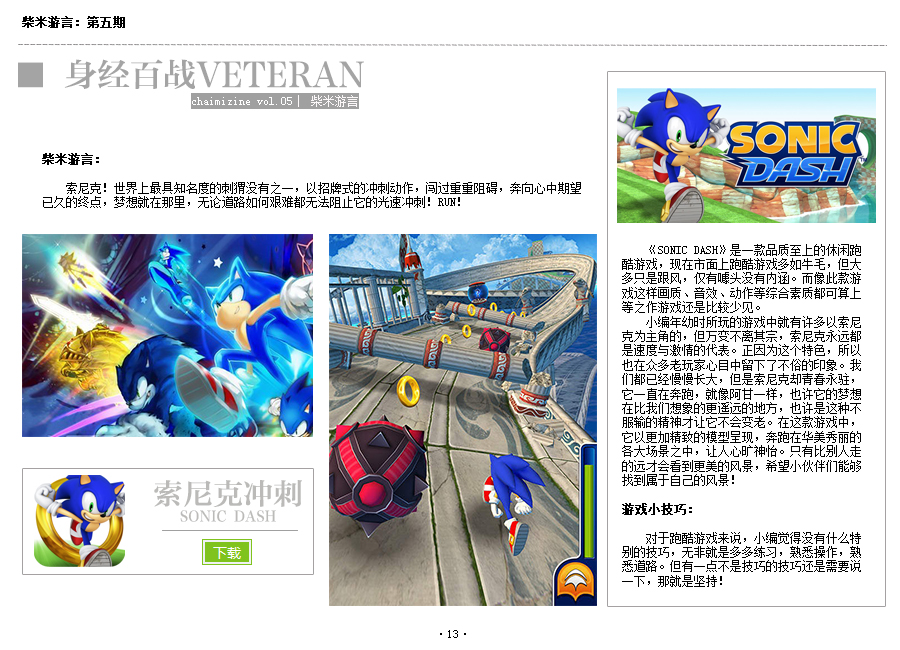 柴米游言：第五期
身经百战VETERAN
chaimizine vol.05| 柴米游言
柴米游言：
索尼克！世界上最具知名度的刺猬没有之一，以招牌式的冲刺动作，闯过重重阻碍，奔向心中期望
已久的终点，梦想就在那里，无论道路如何艰难都无法阻止它的光速冲刺！RUN！
索尼克冲刺
SONIC DASH
下载
SONIC
DASH
《SONIC DASH》是一款品质至上的休闲跑
酷游戏，现在市面上跑酷游戏多如牛毛，但大
多只是跟风，仅有噱头没有内涵。而像此款游
戏这样画质、音效、动作等综合素质都可算上
等之作游戏还是比较少见。
小编年幼时所玩的游戏中就有许多以索尼
克为主角的，但万变不离其宗，索尼克永远都
是速度与激情的代表。正因为这个特色，所以
也在众多老玩家心目中留下了不俗的印象。我
们都已经慢慢长大，但是索尼克却青春永驻，
它一直在奔跑，就像阿甘一样，也许它的梦想
在比我们想象的更遥远的地方，也许是这种不
服输的精神才让它不会变老。在这款游戏中，
它以更加精致的模型呈现，奔跑在华美秀丽的
各大场景之中，让人心旷神怡。只有比别人走
的远才会看到更美的风景，希望小伙伴们能够
找到属于自己的风景！
游戏小技巧：
对于跑酷游戏来说，小编觉得没有什么特
别的技巧，无非就是多多练习，熟悉操作，熟
悉道路。但有一点不是技巧的技巧还是需要说
一下，那就是坚持！
·13·